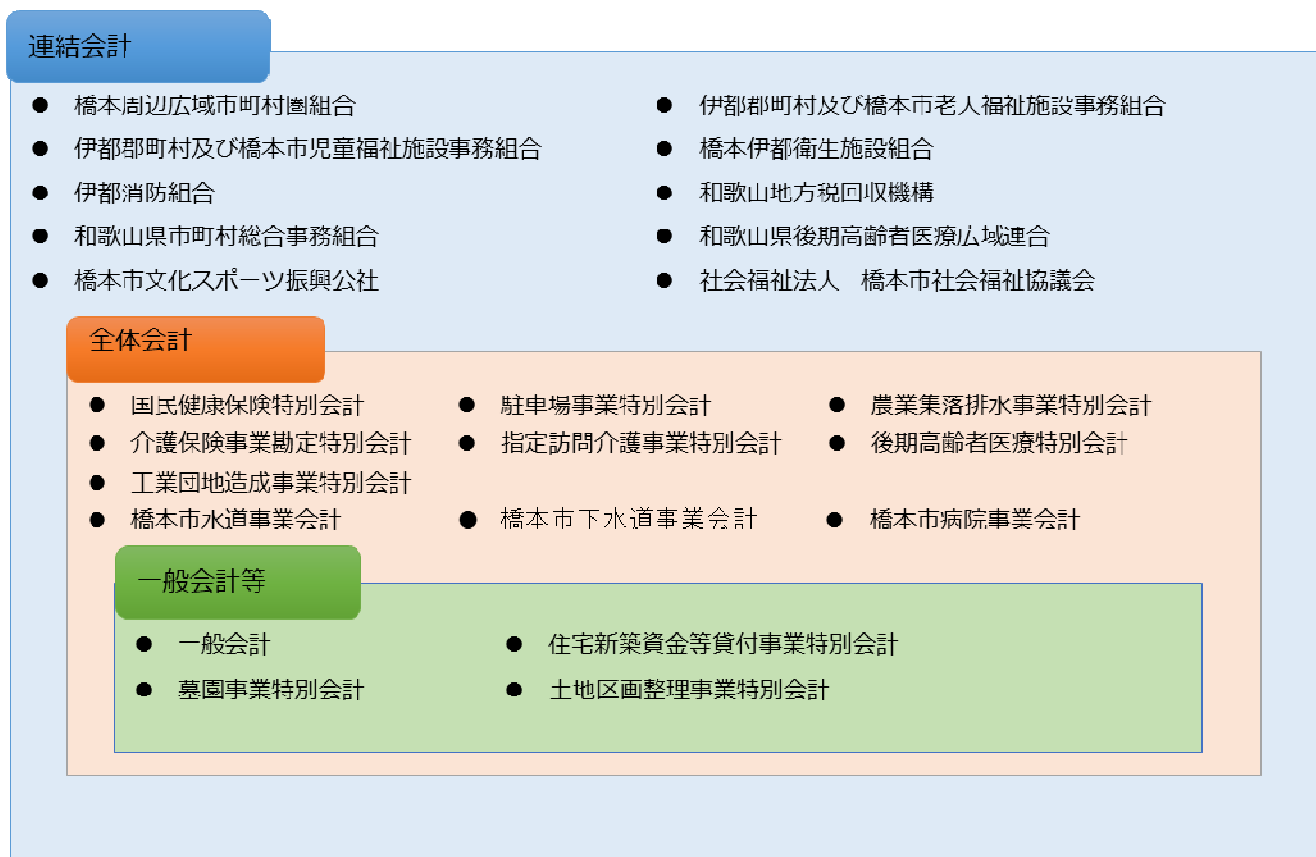 連結会計
● 橋本周辺広域市町村圏組合 ● 伊都郡町村及び橋本市老人福祉施設事務組合
● 伊都郡町村及び橋本市児童福祉施設事務組合 ● 橋本伊都衛生施設組合
● 伊都消防組合 ● 和歌山地方税回収機構
● 和歌山県市町村総合事務組合 ● 和歌山県後期高齢者医療広域連合
● 橋本市文化スポーツ振興公社 ● 社会福祉法人　橋本市社会福祉協議会
全体会計
● 国民健康保険特別会計 ● 駐車場事業特別会計 ● 農業集落排水事業特別会計
● 介護保険事業勘定特別会計 ● 指定訪問介護事業特別会計 ● 後期高齢者医療特別会計
● 工業団地造成事業特別会計
● 橋本市水道事業会計 ● 橋本市下水道事業会計 ● 橋本市病院事業会計
一般会計等
● 一般会計 ● 住宅新築資金等貸付事業特別会計
● 墓園事業特別会計 ● 土地区画整理事業特別会計